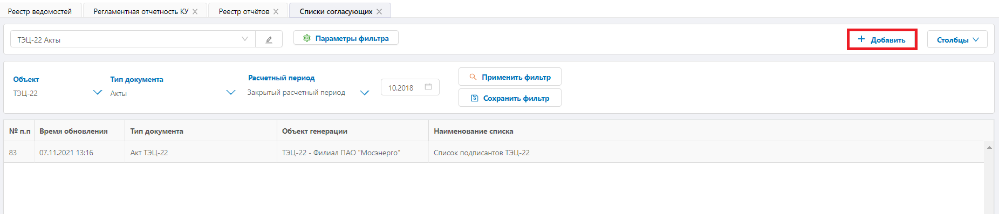 Реестр ведомостей Регламентная отчетность КУ Реестр отчётов Списки согласующих
ТЭЦ-22 Акты Параметры фильтра Добавить Столбцы
Объект Тип документа Расчетный период Применить фильтр
ТЭЦ-22 Акты Закрытый расчетный период 10.2018
Сохранить фильтр
№ п.п Время обновления Тип документа Объект генерации Наименование списка
83 07.11.2021 13:16 Акт ТЭЦ-22 ТЭЦ-22 - Филиал ПАО "Мосэнерго" Список подписантов ТЭЦ-22